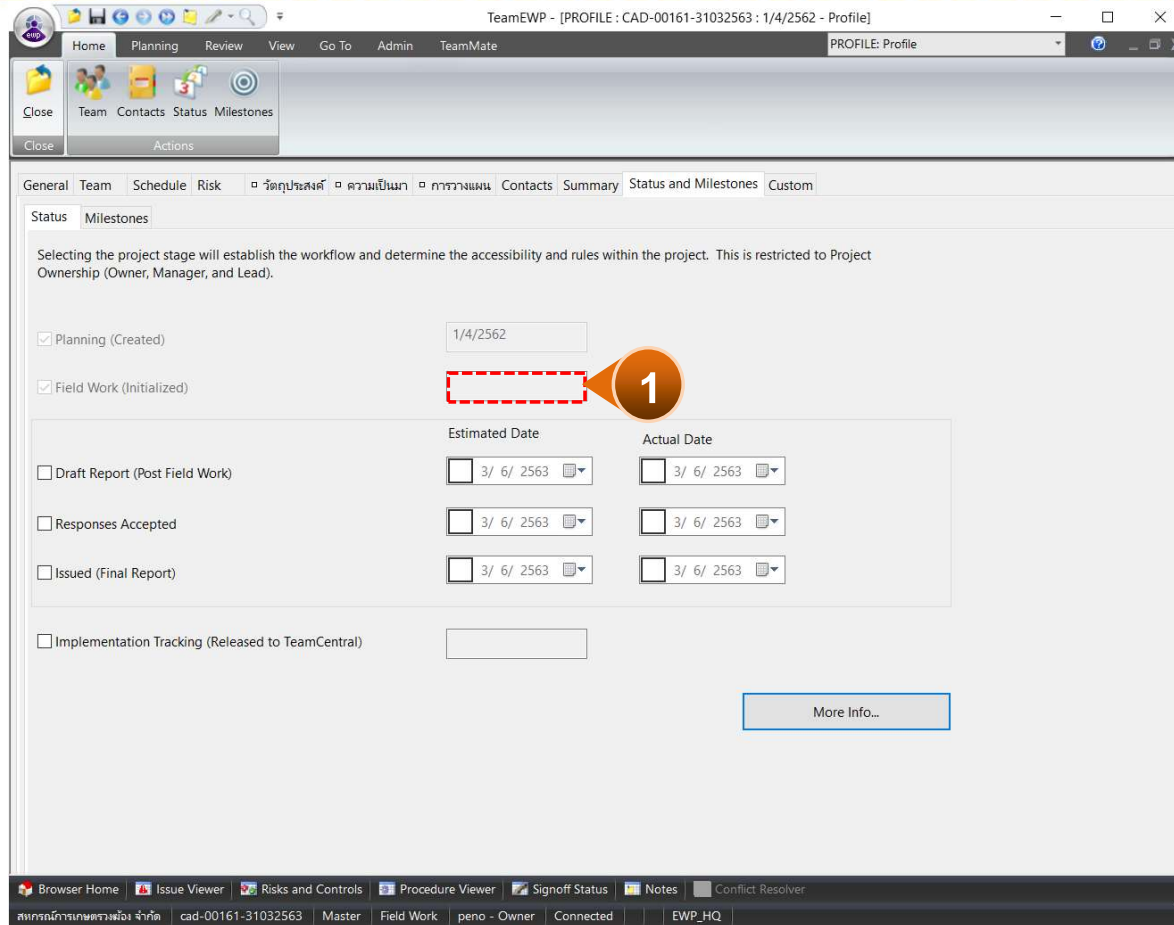 TeamEWP - [PROFILE : CAD-00161-31032563 : 1/4/2562 - Profile]
ewp
Home Planning Review View Go To Admin TeamMate PROFILE: Profile
3
Close Team Contacts Status Milestones
Close Actions
General Team Schedule Risk วัตถุประสงค์ ความเป็นมา การวางแผน Contacts Summary Status and Milestones Custom
Status Milestones
Selecting the project stage will establish the workflow and determine the accessibility and rules within the project. This is restricted to Project
Ownership (Owner, Manager, and Lead).
Planning (Created) 1/4/2562
Field Work (Initialized) 1
Estimated Date Actual Date
Draft Report (Post Field Work) 3/ 6/ 2563 3/ 6/ 2563
Responses Accepted 3/ 6/ 2563 3/ 6/ 2563
Issued (Final Report) 3/ 6/ 2563 3/ 6/ 2563
Implementation Tracking (Released to TeamCentral)
More Info...
Browser Home Issue Viewer Risks and Controls Procedure Viewer Signoff Status Notes Conflict Resolver
สหกรณ์การเกษตรวงฆ้อง จำกัด cad-00161-31032563 Master Field Work peno - Owner Connected EWP_HQ